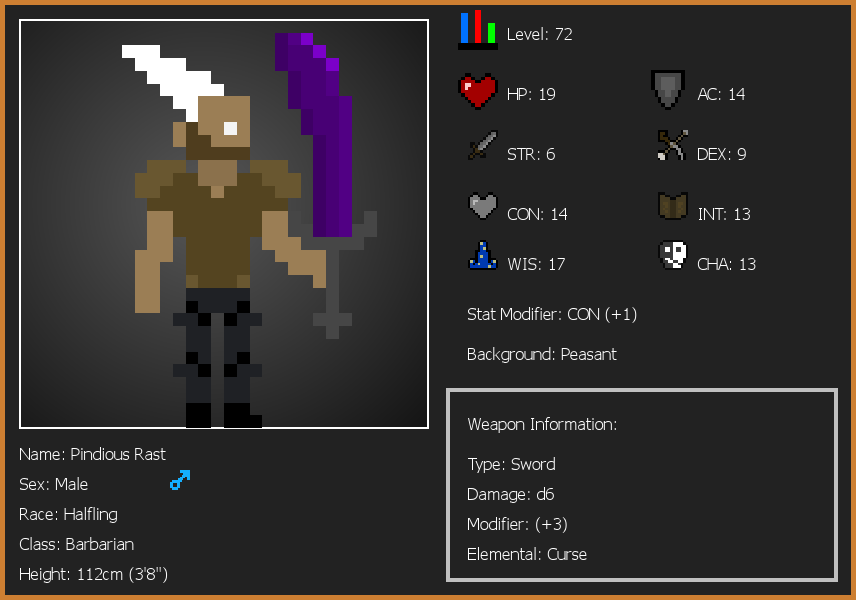 Level: 72
HP: 19
AC: 14
STR: 6
DEX: 9
CON: 14
INT: 13
WIS: 17
CHA: 13
Stat Modifier: CON (+1)
Background: Peasant
Weapon Information:
Type: Sword
Damage: d6
Modifier: (+3)
Elemental: Curse
Name: Pindious Rast
Sex: Male
Race: Halfling
Class: Barbarian
Height: 112cm (3'8")